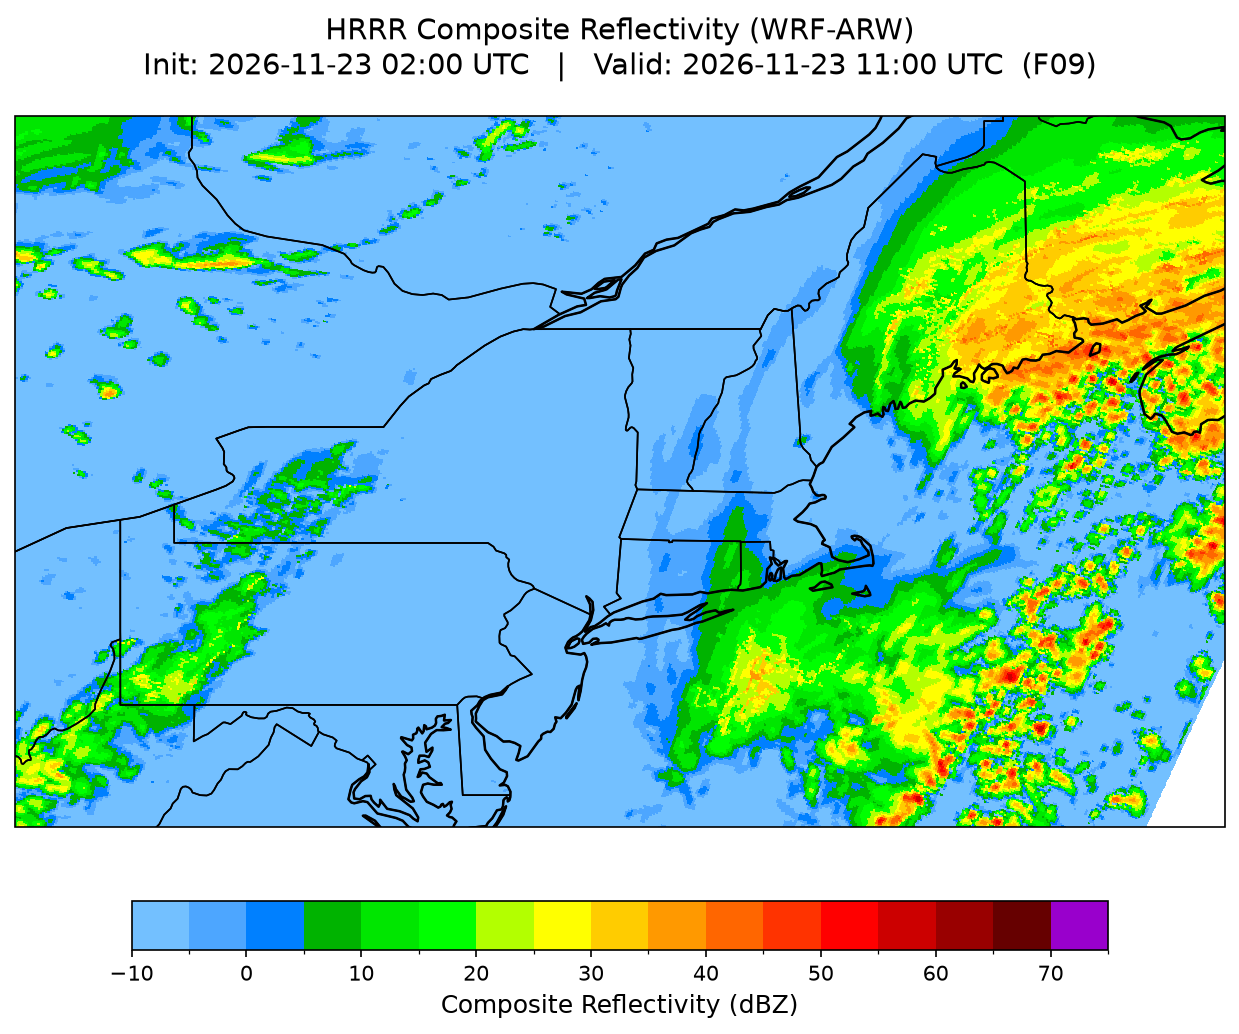 HRRR Composite Reflectivity (WRF-ARW)
Init: 2026-11-23 02:00 UTC | Valid: 2026-11-23 11:00 UTC (F09)
−10 0 10 20 30 40 50 60 70
Composite Reflectivity (dBZ)